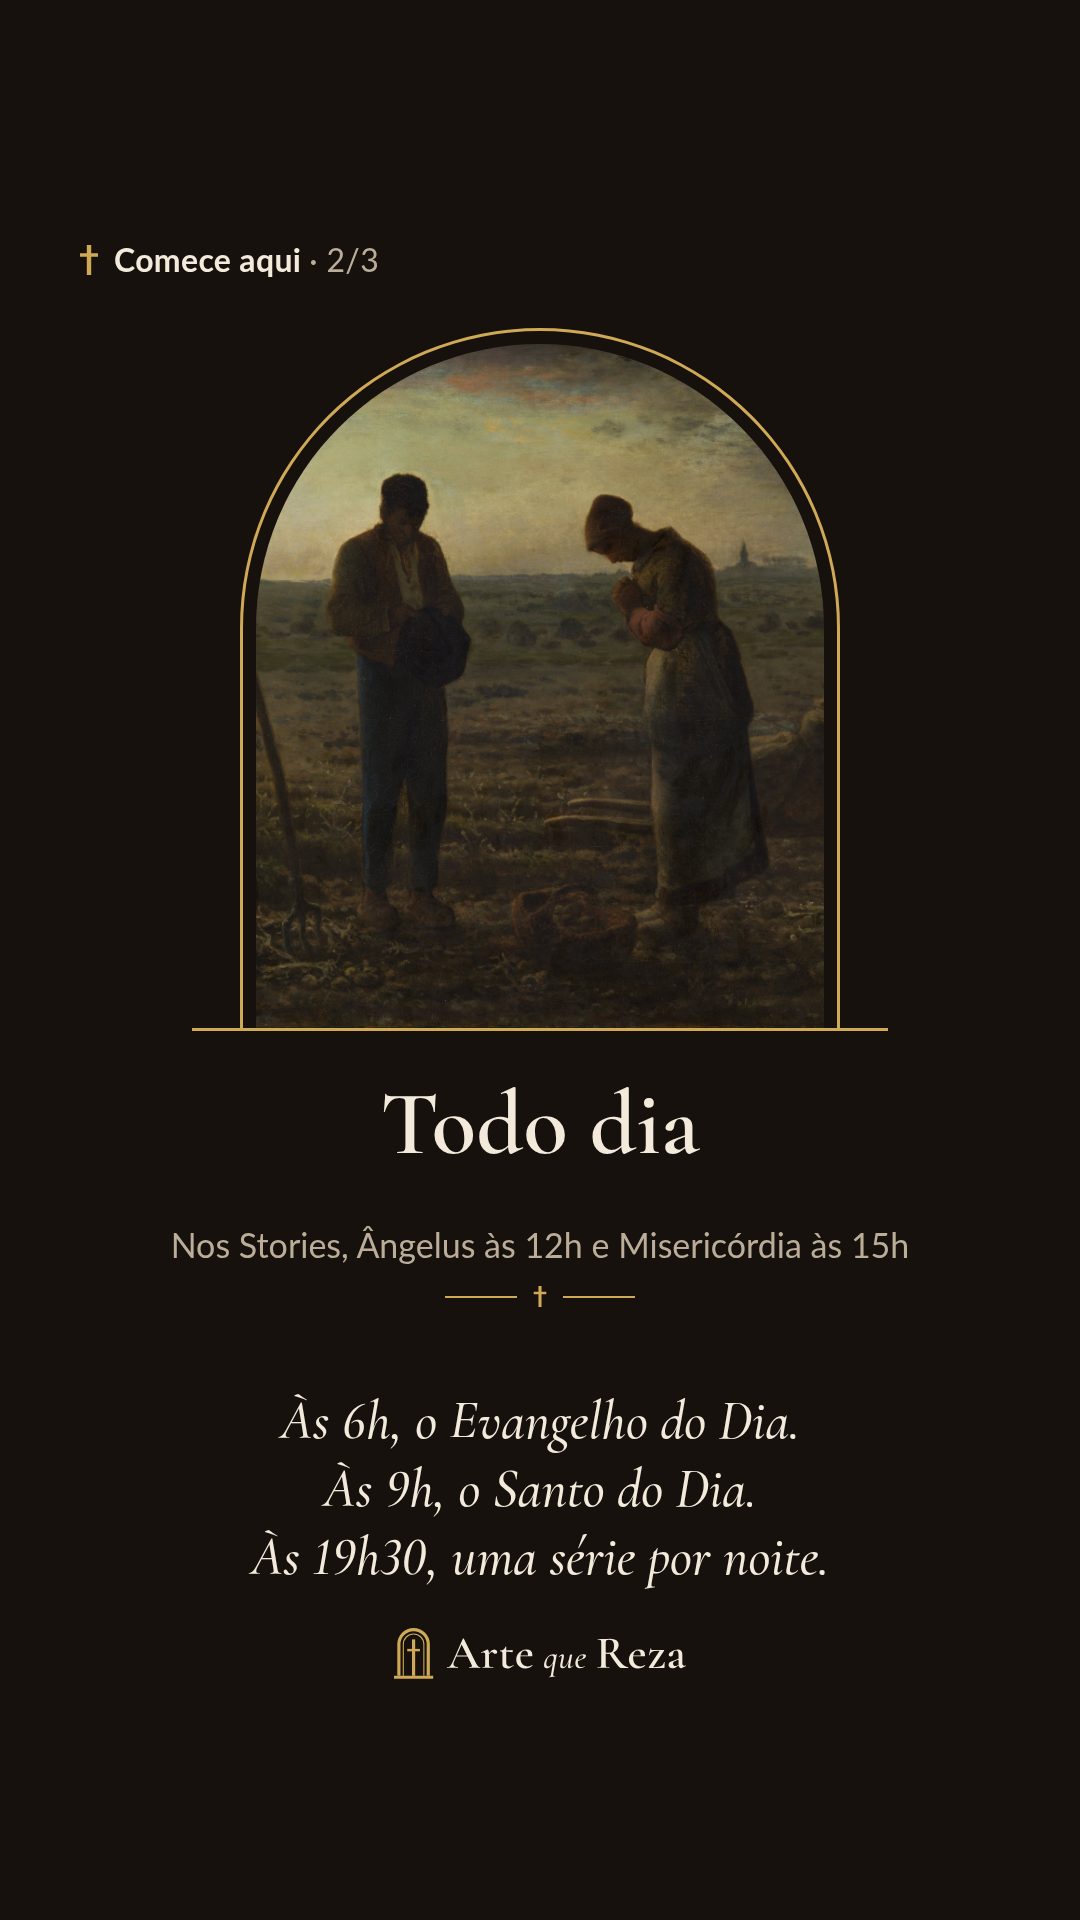 Comece aqui · 2/3
Todo dia
Nos Stories, Ângelus às 12h e Misericórdia às 15h
Às 6h, o Evangelho do Dia.
Às 9h, o Santo do Dia.
Às 19h30, uma série por noite.
Arte que Reza